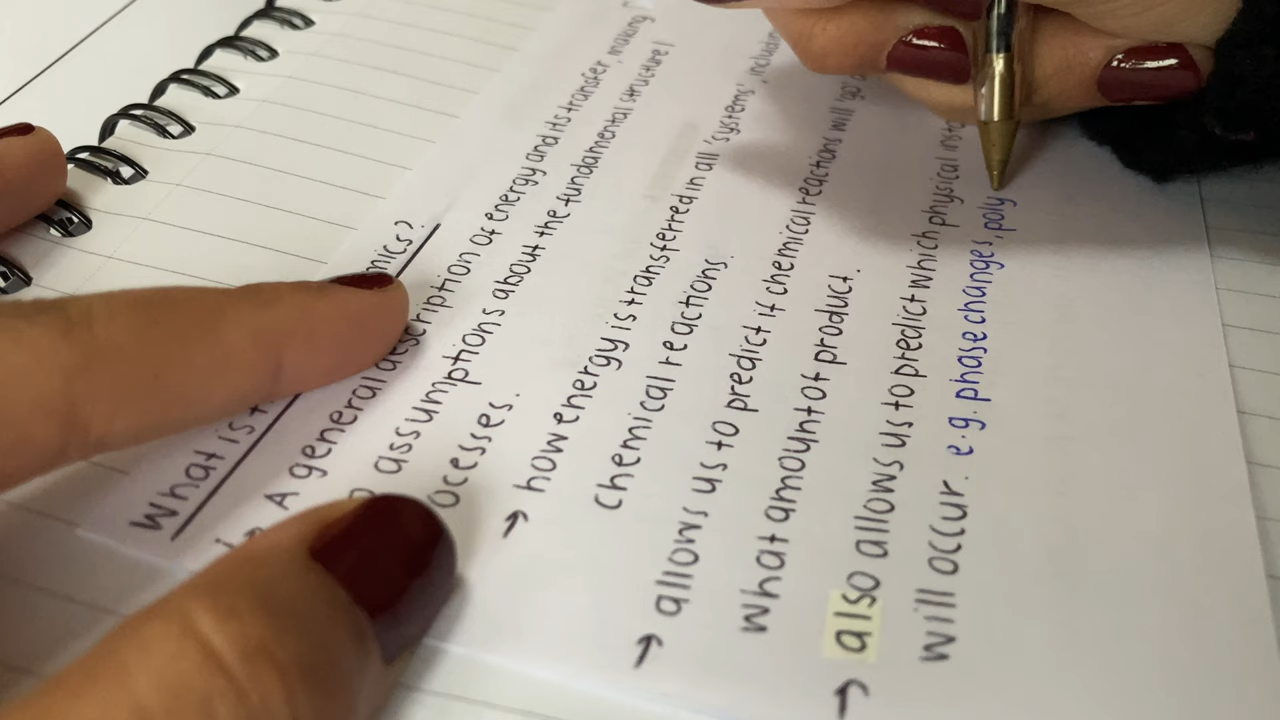 What is mics?
A general description of energy and its transfer, making
assumptions about the fundamental structure/
ocesses.
→ how energy is transferred in all 'systems', includin
chemical reactions.
→ allows us to predict if chemical reactions will 'go
what amount of product.
→ also allows us to predict which physical inst
will occur. e.g. phase changes, poly